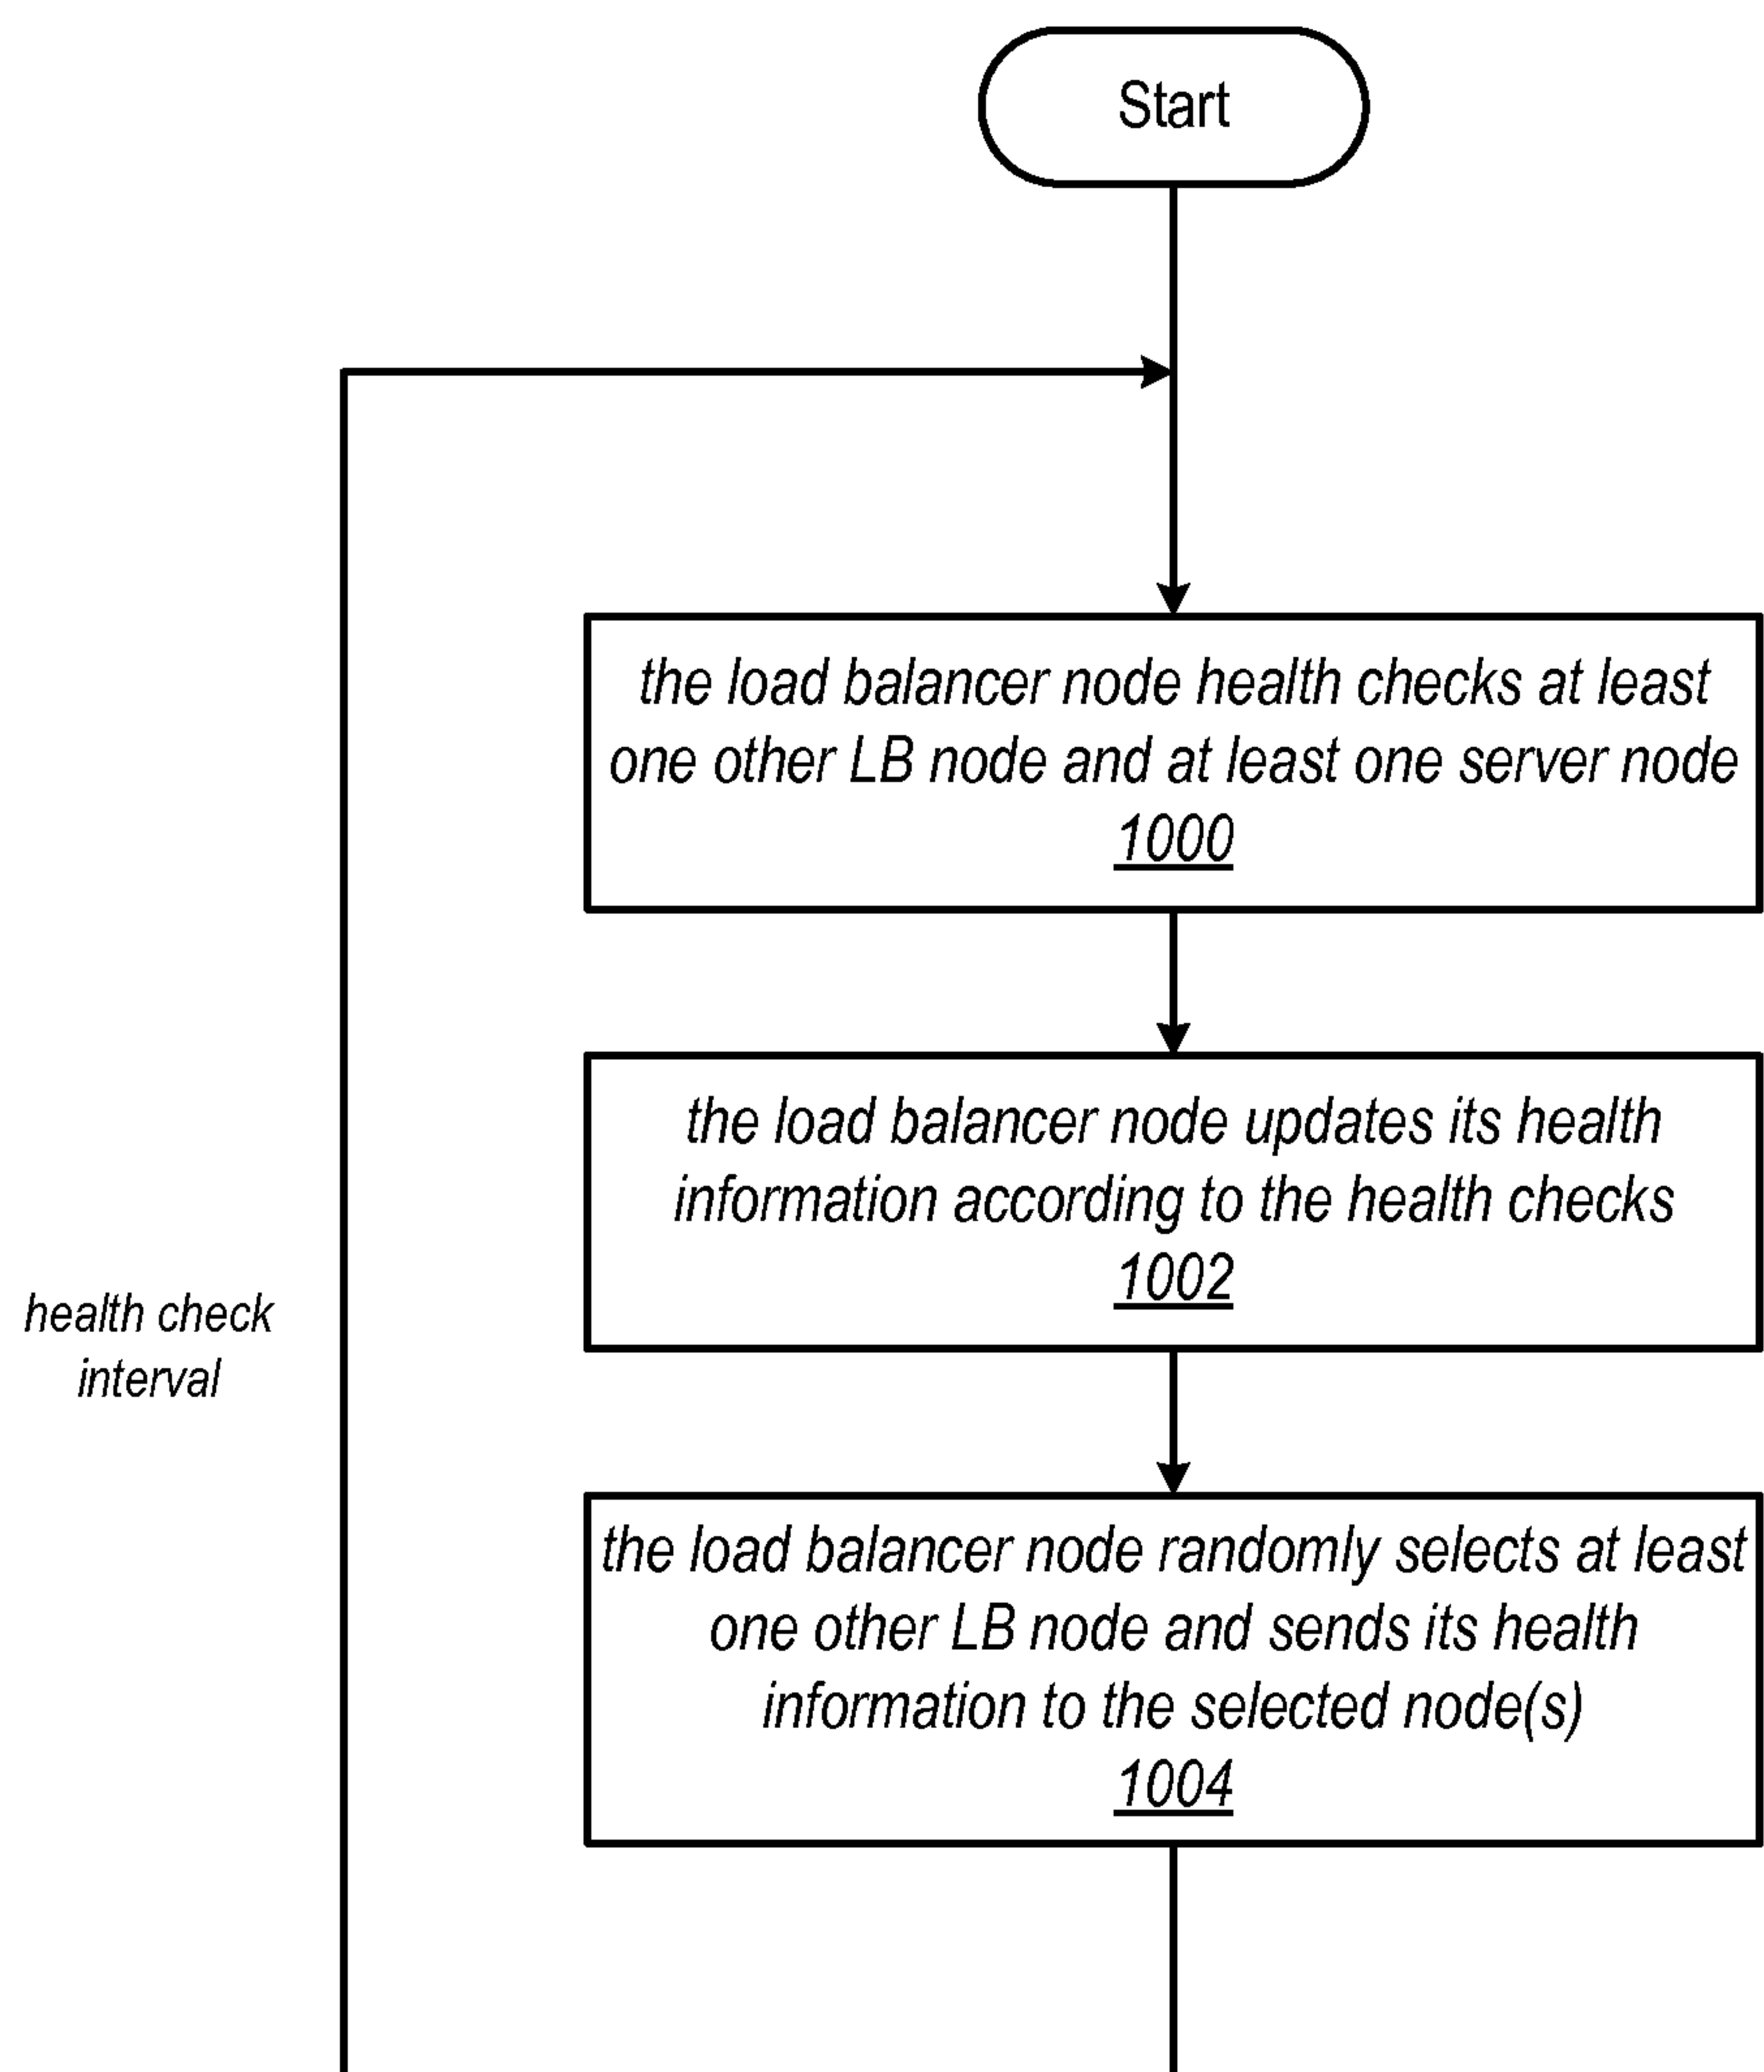 Start
the load balancer node health checks at least
one other LB node and at least one server node
1000
the load balancer node updates its health
information according to the health checks
1002
health check
interval
the load balancer node randomly selects at least
one other LB node and sends its health
information to the selected node(s)
1004